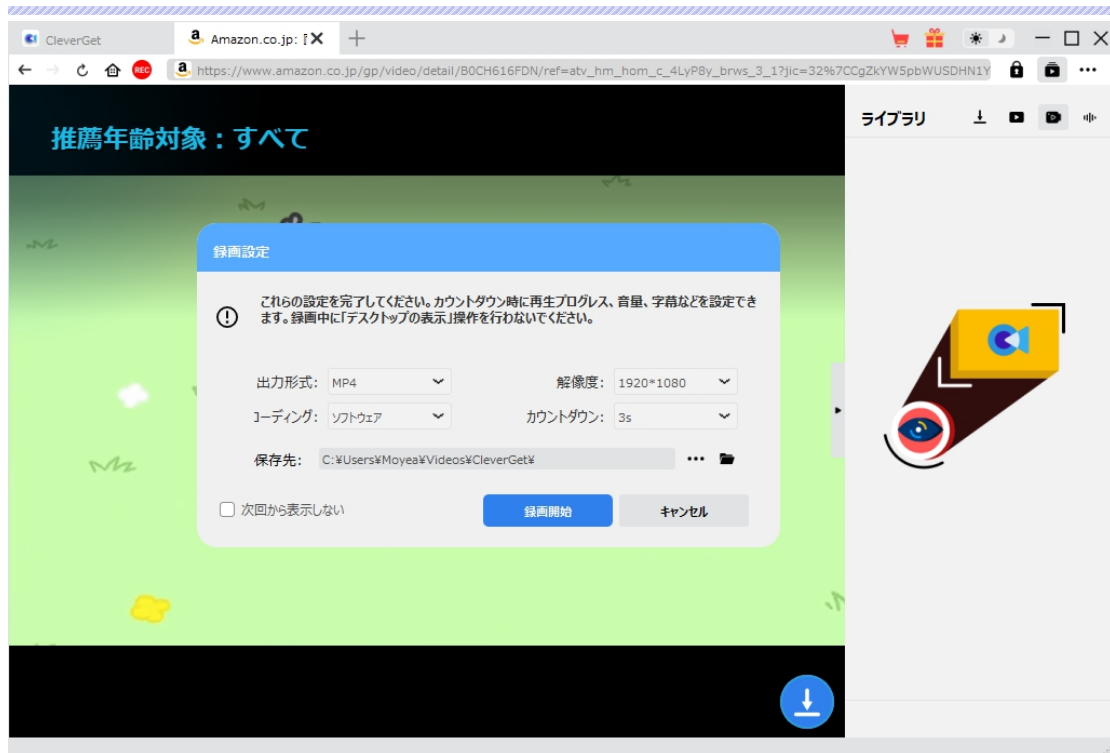 CleverGet
Amazon.co.jp: [
REC
https://www.amazon.co.jp/gp/video/detail/B0CH616FDN/ref=atv_hm_hom_c_4LyP8y_brws_3_1?jic=32%7CCgZkYW5pbWUSDHN1Y
推薦年齢対象：すべて
ライブラリ
録画設定
これらの設定を完了してください。カウントダウン時に再生プログレス、音量、字幕などを設定でき
ます。録画中に「デスクトップの表示」操作を行わないでください。
出力形式： MP4
解像度： 1920*1080
コーディング： ソフトウェア
カウントダウン： 3s
保存先： C:¥Users¥Moyea¥Videos¥CleverGet¥
次回から表示しない
録画開始
キャンセル